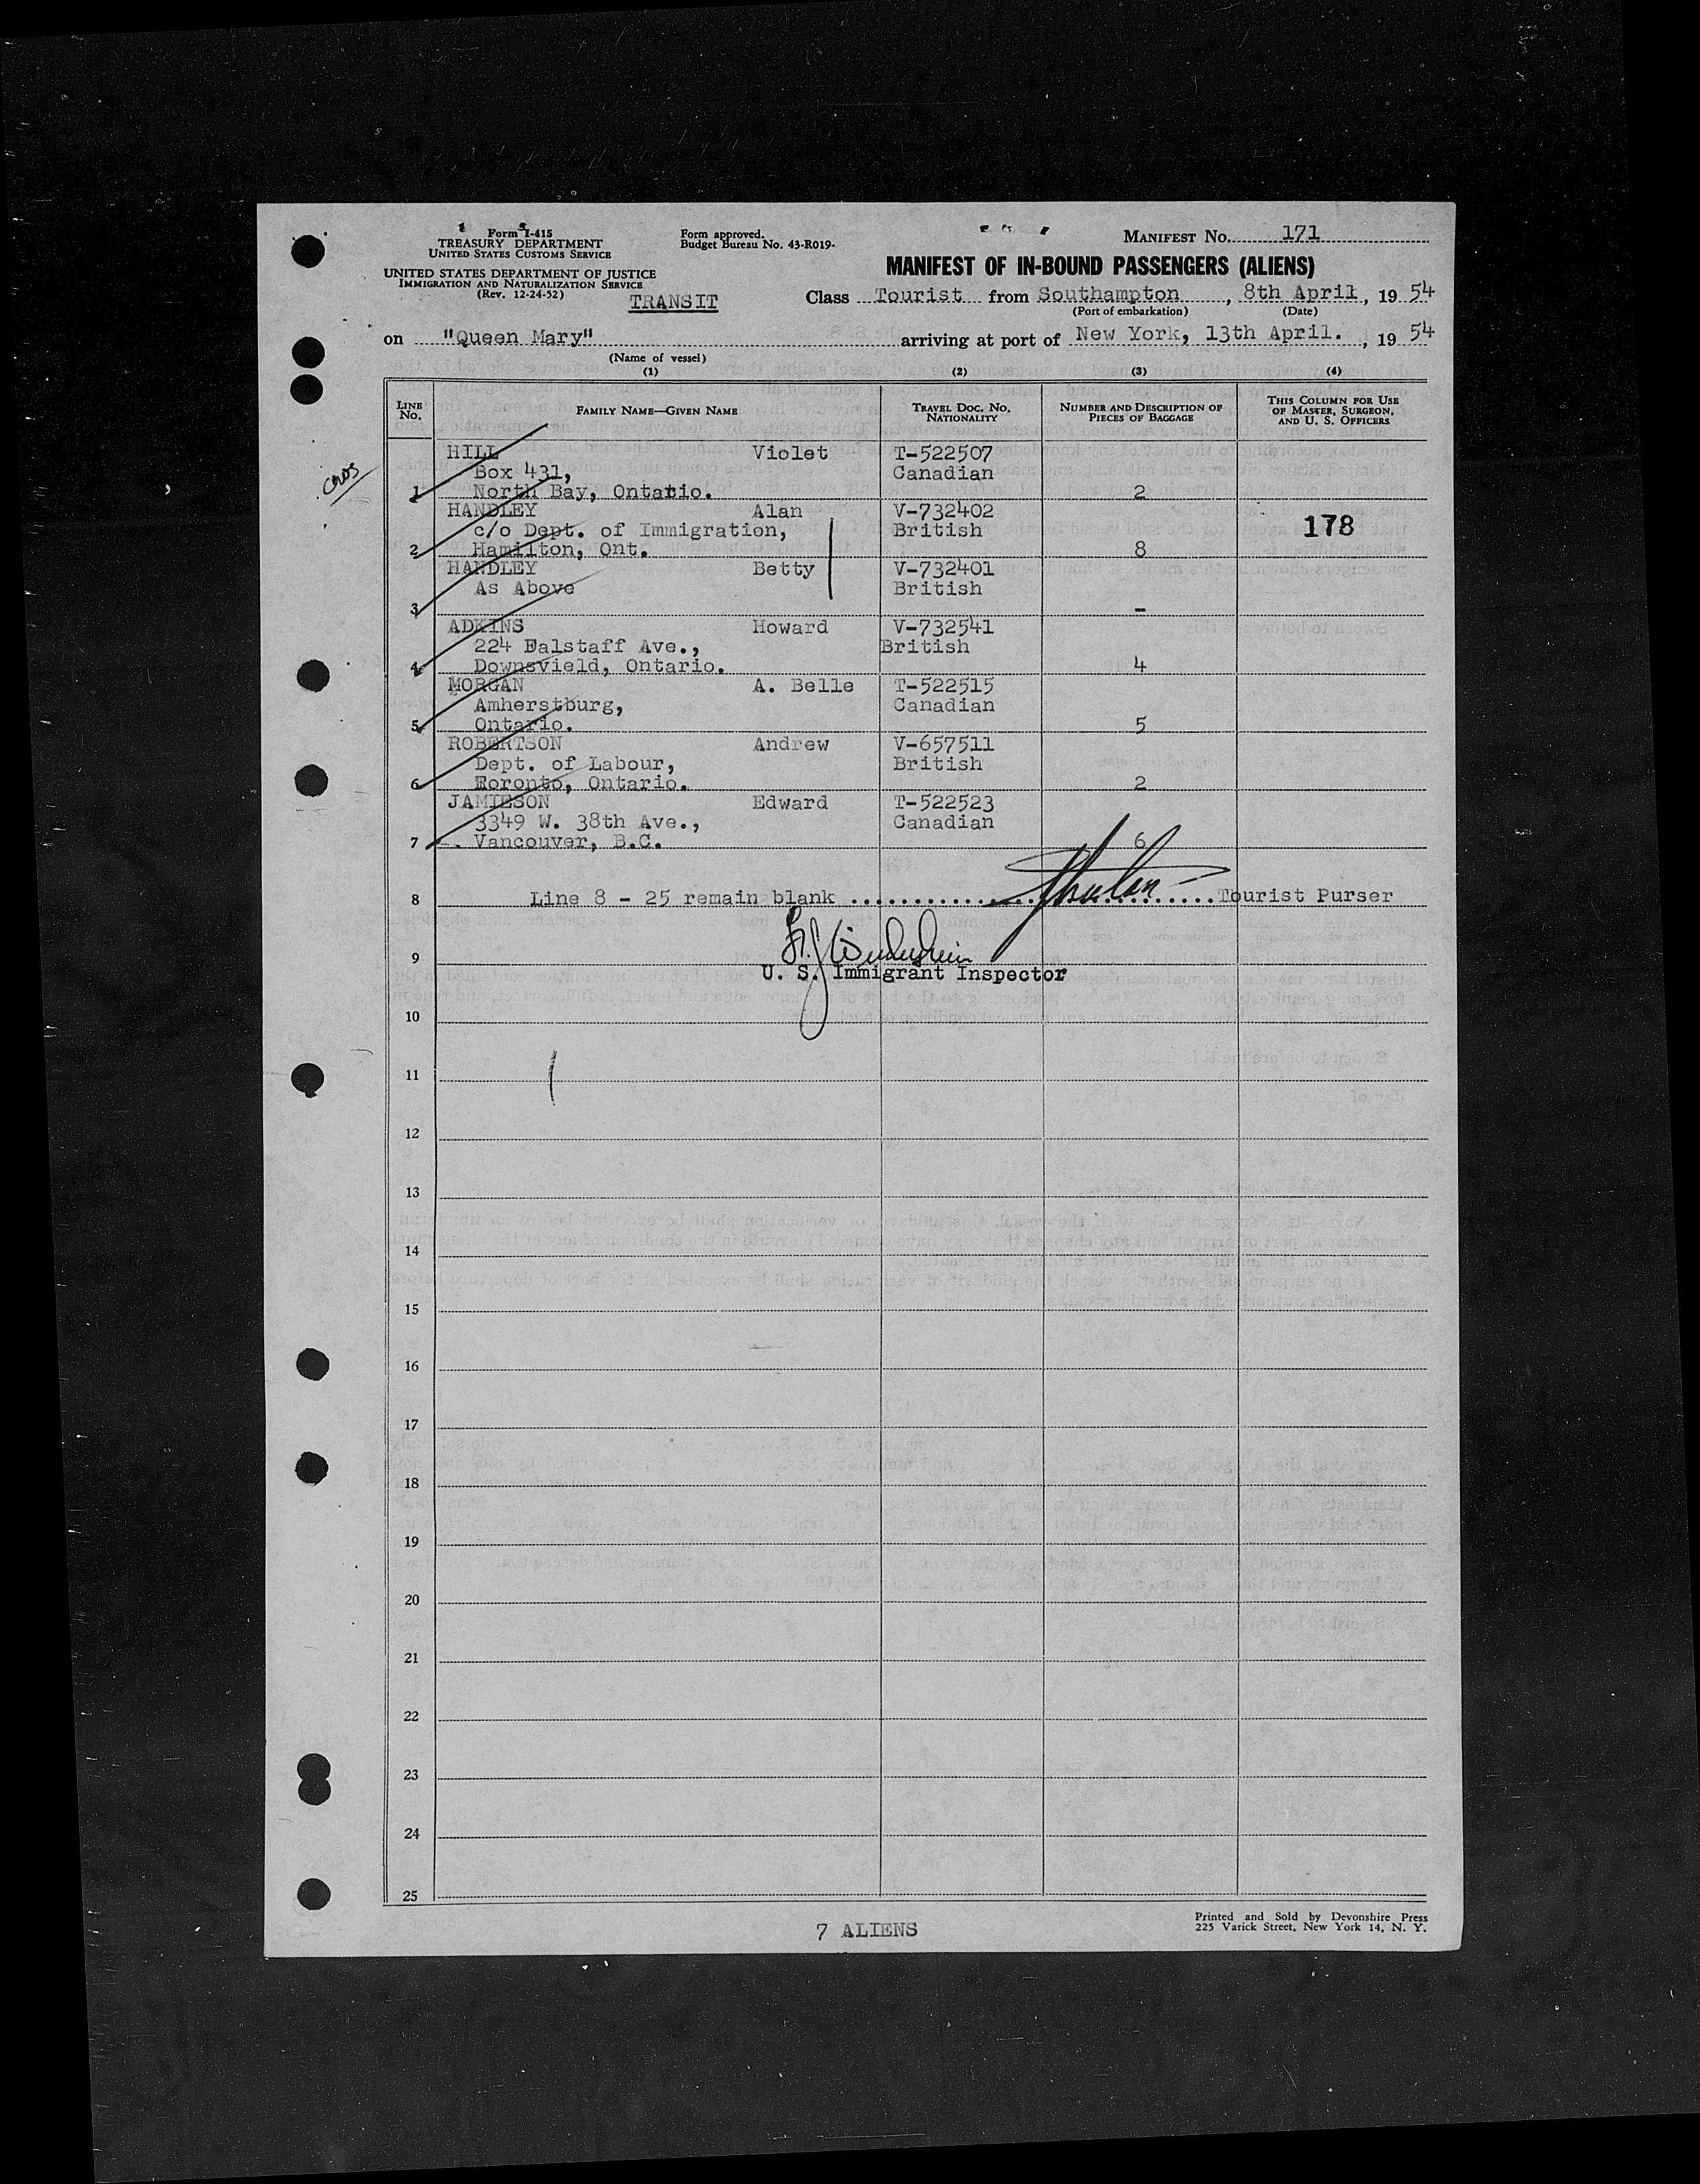 Form I-415
TREASURY DEPARTMENT
UNITED STATES CUSTOMS SERVICE
UNITED STATES DEPARTMENT OF JUSTICE
IMMIGRATION AND NATURALIZATION SERVICE
(Rev. 12-24-52)
TRANSIT
Form approved.
Budget Bureau No. 43-R019-
MANIFEST NO. 171
MANIFEST OF IN-BOUND PASSENGERS (ALIENS)
Class Tourist from Southampton, 8th April, 19 54
(Port of embarkation) (Date)
on "Queen Mary" arriving at port of New York, 13th April., 19 54
(Name of vessel)
(1) (2) (3) (4)
LINE No. FAMILY NAME—GIVEN NAME TRAVEL DOC. NO. NATIONALITY NUMBER AND DESCRIPTION OF PIECES OF BAGGAGE THIS COLUMN FOR USE OF MASTER, SURGEON, AND U. S. OFFICERS
HILL Violet T-522507
Box 431, Canadian
1 North Bay, Ontario. 2
HANDLEY Alan V-732402
c/o Dept. of Immigration, British 178
2 Hamilton, Ont. 8
HANDLEY Betty V-732401
As Above British
3 -
ADKINS Howard V-732541
224 Falstaff Ave., British
4 Downsvield, Ontario. 4
MORGAN A. Belle T-522515
Amherstburg, Canadian
5 Ontario. 5
ROBERTSON Andrew V-657511
Dept. of Labour, British
6 Toronto, Ontario. 2
JAMIESON Edward T-522523
3349 W. 38th Ave., Canadian
7 Vancouver, B.C. 6
8 Line 8 - 25 remain blank .......... Tourist Purser
9
U. S. Immigrant Inspector
10
11
12
13
14
15
16
17
18
19
20
21
22
23
24
25
7 ALIENS
Printed and Sold by Devonshire Press
225 Varick Street, New York 14, N. Y.